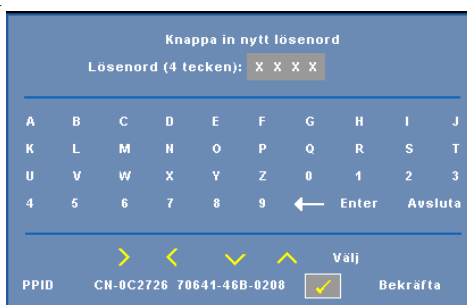 Knappa in nytt lösenord
Lösenord (4 tecken): X X X X
A B C D E F G H I J
K L M N O P Q R S T
U V W X Y Z 0 1 2 3
4 5 6 7 8 9 ← Enter Avsluta
Välj
PPID CN-0C2726 70641-46B-0208 ✓ Bekräfta